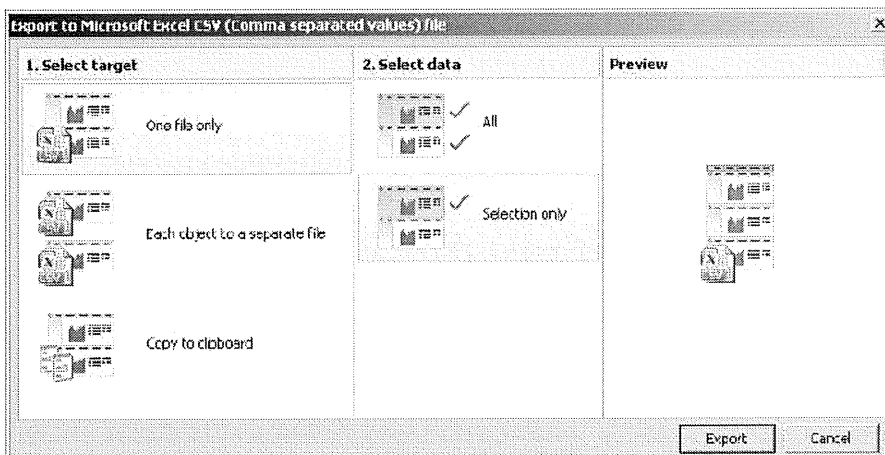 Export to Microsoft Excel CSV (Comma separated values) file
1. Select target
2. Select data
Preview
One file only
All
Each object to a separate file
Selection only
Copy to clipboard
Export
Cancel